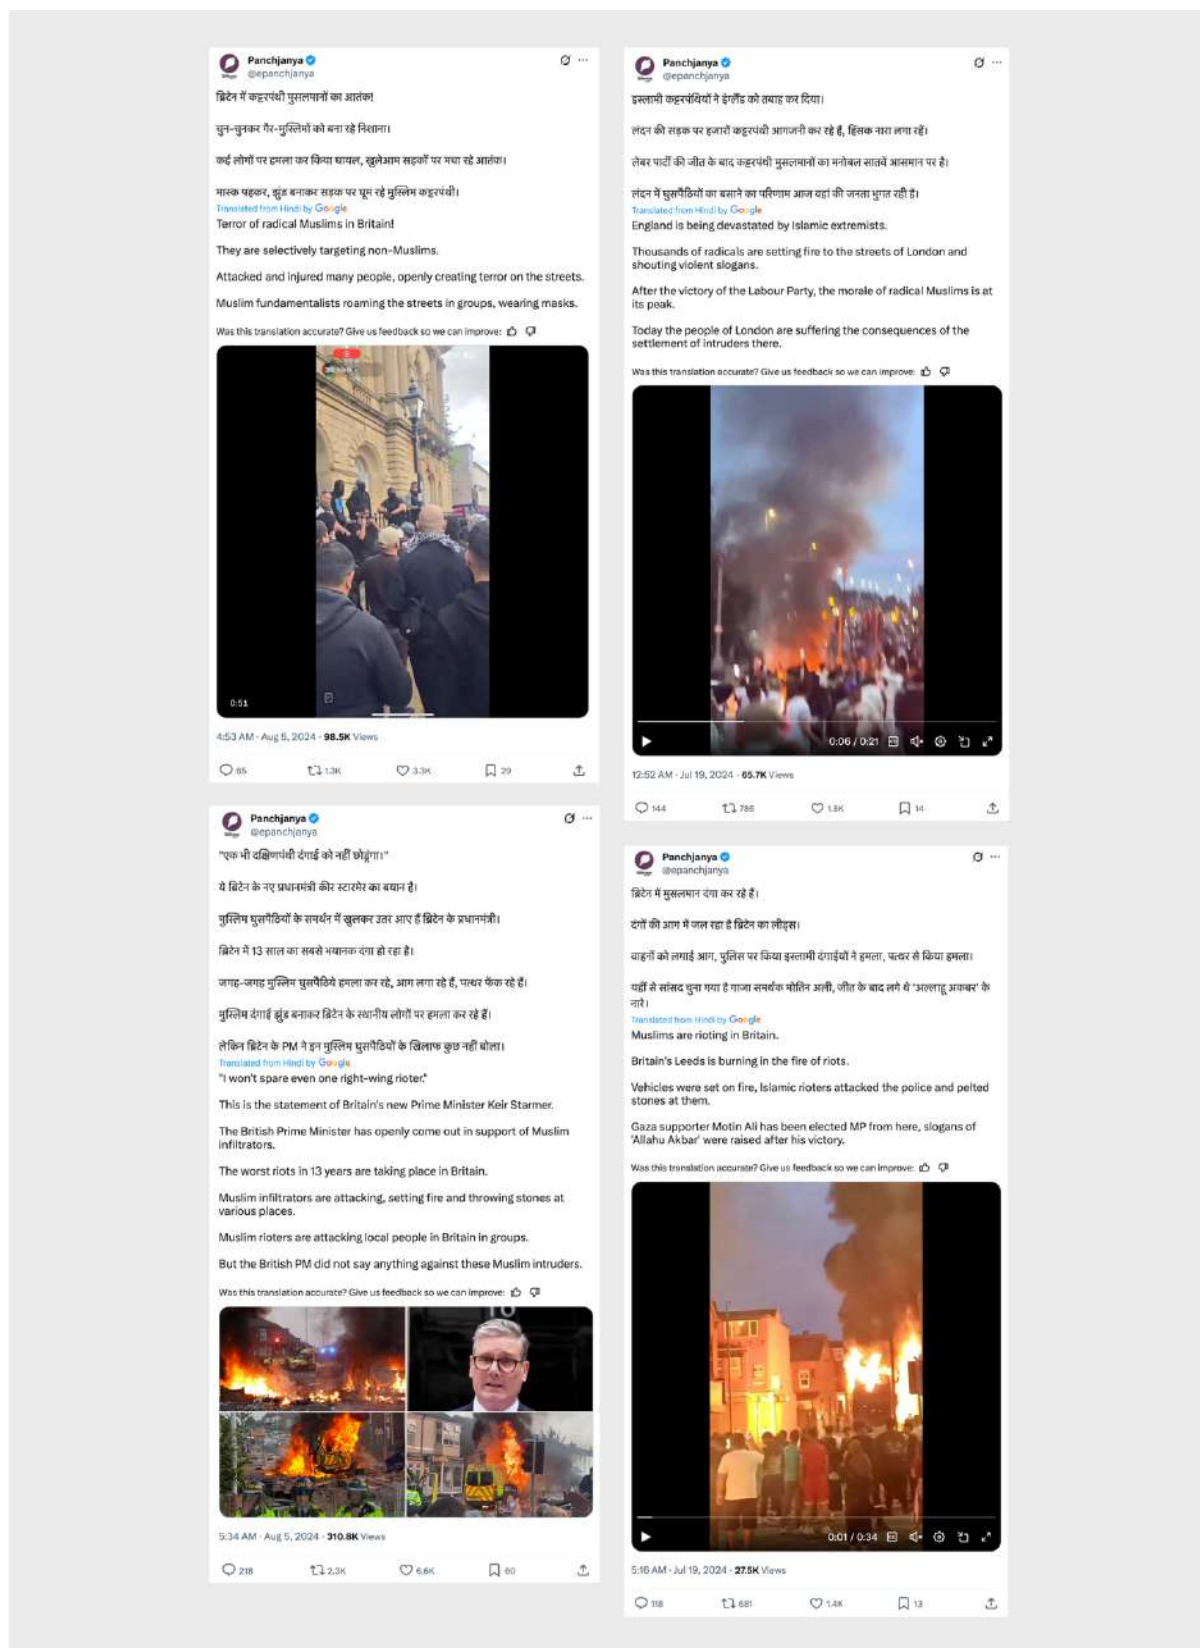 Panchjanya
@epanchjanya
ब्रिटेन में कट्टरपंथी मुसलमानों का आतंक!
चुन-चुनकर गैर-मुस्लिमों को बना रहे निशाना।
कई लोगों पर हमला कर किया घायल, खुलेआम सड़कों पर मचा रहे आतंक।
मास्क पहकर, झुंड बनाकर सड़क पर घूम रहे मुस्लिम कट्टरपंथी।
Translated from Hindi by Google
Terror of radical Muslims in Britain!
They are selectively targeting non-Muslims.
Attacked and injured many people, openly creating terror on the streets.
Muslim fundamentalists roaming the streets in groups, wearing masks.
Was this translation accurate? Give us feedback so we can improve:
0:51
4:53 AM · Aug 5, 2024 · 98.5K Views
65 1.3K 3.3K 29
Panchjanya
@epanchjanya
"एक भी दक्षिणपंथी दंगाई को नहीं छोडूंगा।"
ये ब्रिटेन के नए प्रधानमंत्री कीर स्टारमेर का बयान है।
मुस्लिम घुसपैठियों के समर्थन में खुलकर उतर आए हैं ब्रिटेन के प्रधानमंत्री।
ब्रिटेन में 13 साल का सबसे भयानक दंगा हो रहा है।
जगह-जगह मुस्लिम घुसपैठिये हमला कर रहे, आग लगा रहे हैं, पत्थर फेंक रहे हैं।
मुस्लिम दंगाई झुंड बनाकर ब्रिटेन के स्थानीय लोगों पर हमला कर रहे हैं।
लेकिन ब्रिटेन के PM ने इन मुस्लिम घुसपैठियों के खिलाफ कुछ नहीं बोला।
Translated from Hindi by Google
"I won't spare even one right-wing rioter."
This is the statement of Britain's new Prime Minister Keir Starmer.
The British Prime Minister has openly come out in support of Muslim
infiltrators.
The worst riots in 13 years are taking place in Britain.
Muslim infiltrators are attacking, setting fire and throwing stones at
various places.
Muslim rioters are attacking local people in Britain in groups.
But the British PM did not say anything against these Muslim intruders.
Was this translation accurate? Give us feedback so we can improve:
10
5:34 AM · Aug 5, 2024 · 310.8K Views
218 2.3K 6.6K 60
Panchjanya
@epanchjanya
इस्लामी कट्टरपंथियों ने इंग्लैंड को तबाह कर दिया।
लंदन की सड़क पर हजारों कट्टरपंथी आगजनी कर रहे है, हिंसक नारा लगा रहें।
लेबर पार्टी की जीत के बाद कट्टरपंथी मुसलमानों का मनोबल सातवें आसमान पर है।
लंदन में घुसपैठियों का बसाने का परिणाम आज यहां की जनता भुगत रही है।
Translated from Hindi by Google
England is being devastated by Islamic extremists.
Thousands of radicals are setting fire to the streets of London and
shouting violent slogans.
After the victory of the Labour Party, the morale of radical Muslims is at
its peak.
Today the people of London are suffering the consequences of the
settlement of intruders there.
Was this translation accurate? Give us feedback so we can improve:
0:06 / 0:21
12:52 AM · Jul 19, 2024 · 65.7K Views
144 786 1.8K 14
Panchjanya
@epanchjanya
ब्रिटेन में मुसलमान दंगा कर रहे हैं।
दंगों की आग में जल रहा है ब्रिटेन का लीड्स।
वाहनों को लगाई आग, पुलिस पर किया इस्लामी दंगाईयों ने हमला, पत्थर से किया हमला।
यहीं से सांसद चुना गया है गाजा समर्थक मोतिन अली, जीत के बाद लगे थे 'अल्लाहू अकबर' के
नारे।
Translated from Hindi by Google
Muslims are rioting in Britain.
Britain's Leeds is burning in the fire of riots.
Vehicles were set on fire, Islamic rioters attacked the police and pelted
stones at them.
Gaza supporter Motin Ali has been elected MP from here, slogans of
'Allahu Akbar' were raised after his victory.
Was this translation accurate? Give us feedback so we can improve:
0:01 / 0:34
5:16 AM · Jul 19, 2024 · 27.5K Views
118 681 1.4K 13